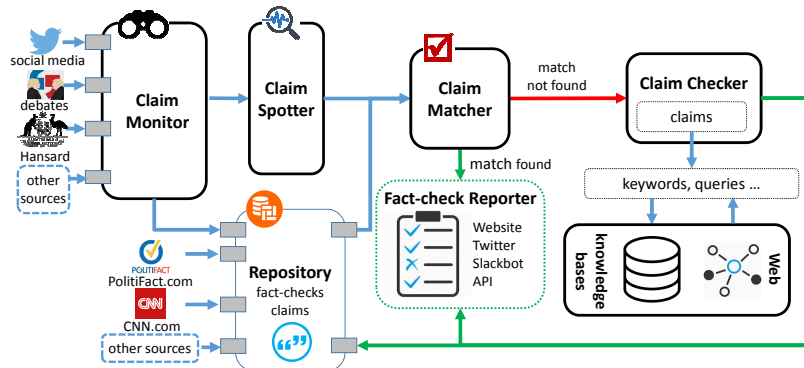 social media
debates
Hansard
other
sources
Claim
Monitor
Claim
Spotter
Claim
Matcher
match
not found
Claim Checker
claims
match found
keywords, queries ...
knowledge
bases
Web
Fact-check Reporter
Website
Twitter
Slackbot
API
POLITIFACT
PolitiFact.com
CNN
CNN.com
other sources
Repository
fact-checks
claims